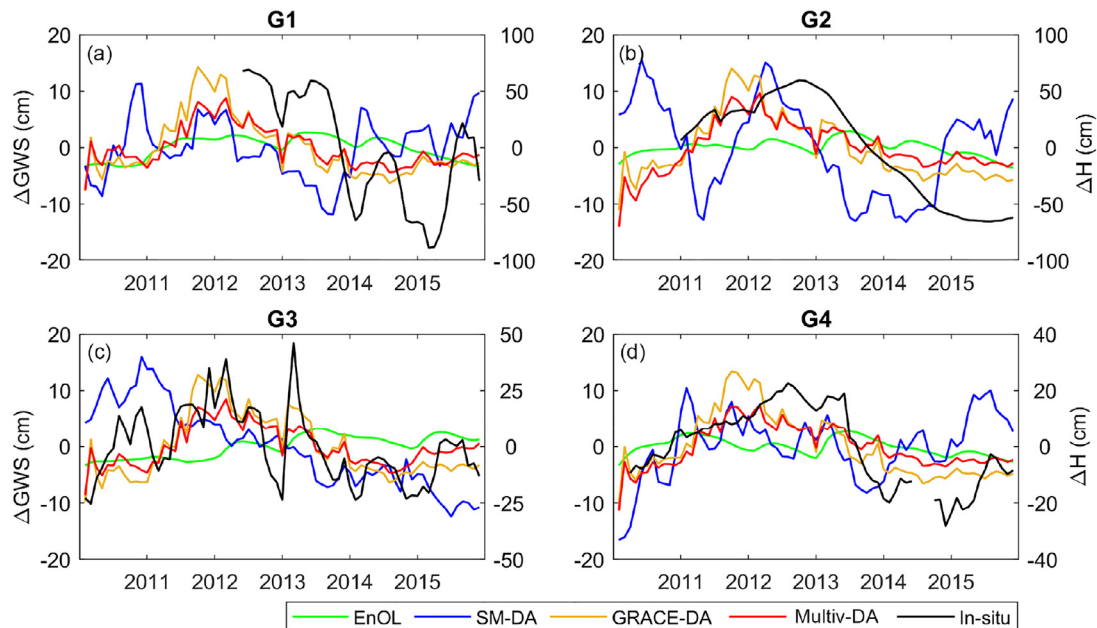 G1 G2
20 100 20 100
(a) (b)
10 50 10 50
ΔGWS (cm) 0 0 0 0 ΔH (cm)
-10 -50 -10 -50
-20 -100 -20 -100
2011 2012 2013 2014 2015 2011 2012 2013 2014 2015
G3 G4
20 50 20 40
(c) (d)
10 25 10 20
ΔGWS (cm) 0 0 0 0 ΔH (cm)
-10 -25 -10 -20
-20 -50 -20 -40
2011 2012 2013 2014 2015 2011 2012 2013 2014 2015
EnOL SM-DA GRACE-DA Multiv-DA In-situ